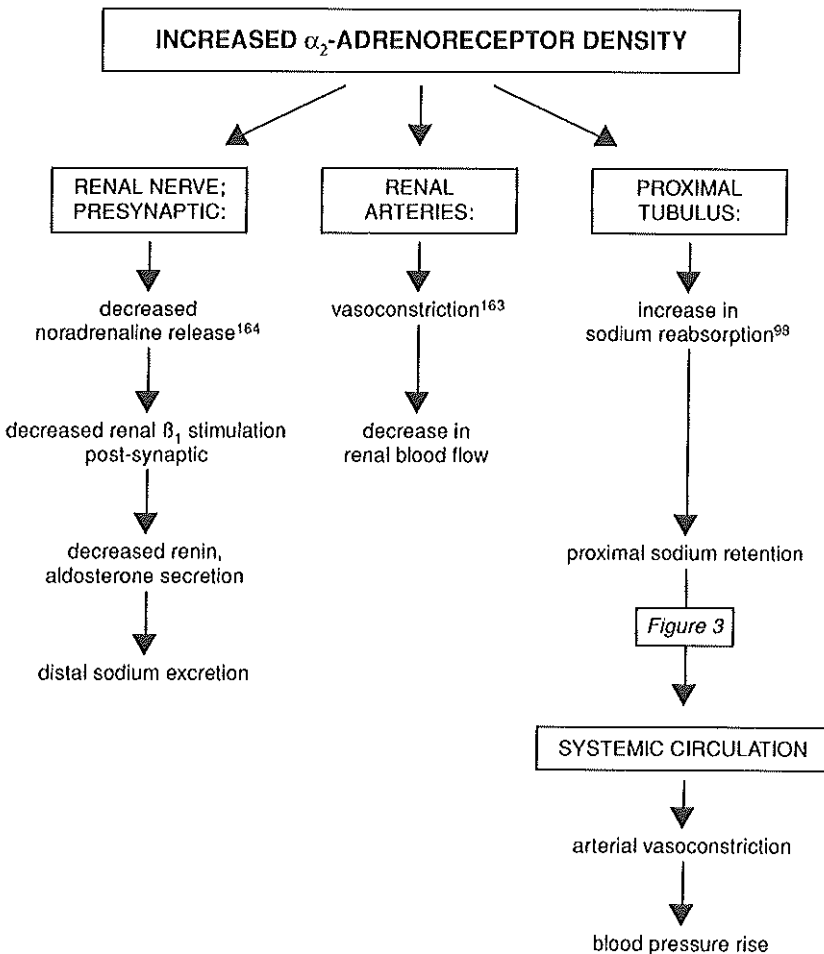 INCREASED α₂-ADRENORECEPTOR DENSITY
RENAL NERVE;
PRESYNAPTIC:
decreased
noradrenaline release¹⁶⁴
decreased renal ß₁ stimulation
post-synaptic
decreased renin,
aldosterone secretion
distal sodium excretion
RENAL
ARTERIES:
vasoconstriction¹⁶³
decrease in
renal blood flow
PROXIMAL
TUBULUS:
increase in
sodium reabsorption⁹⁸
proximal sodium retention
Figure 3
SYSTEMIC CIRCULATION
arterial vasoconstriction
blood pressure rise